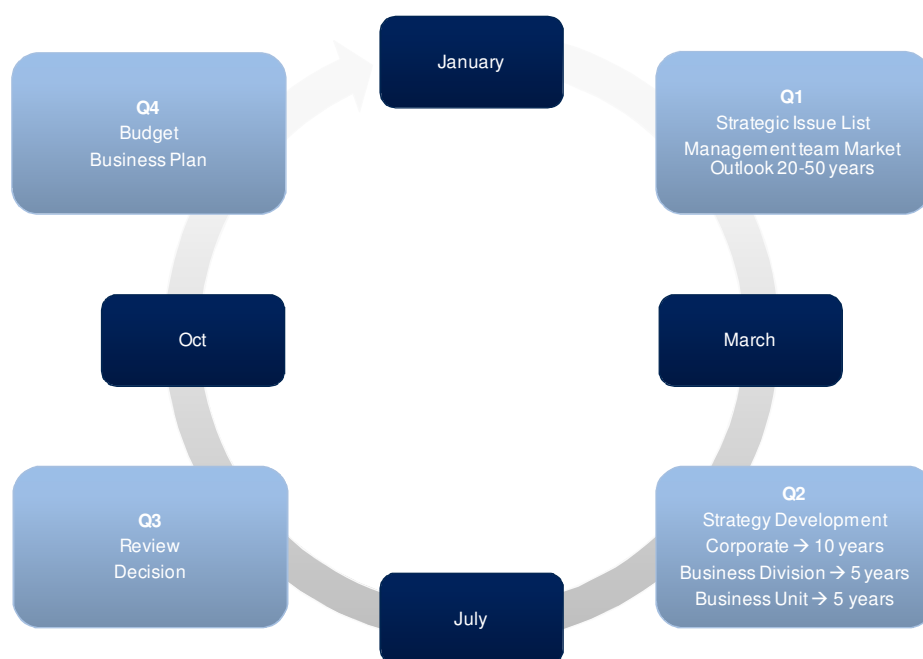 January
Q1
Strategic Issue List
Management team Market
Outlook 20-50 years
March
Q2
Strategy Development
Corporate → 10 years
Business Division → 5 years
Business Unit → 5 years
July
Q3
Review
Decision
Oct
Q4
Budget
Business Plan